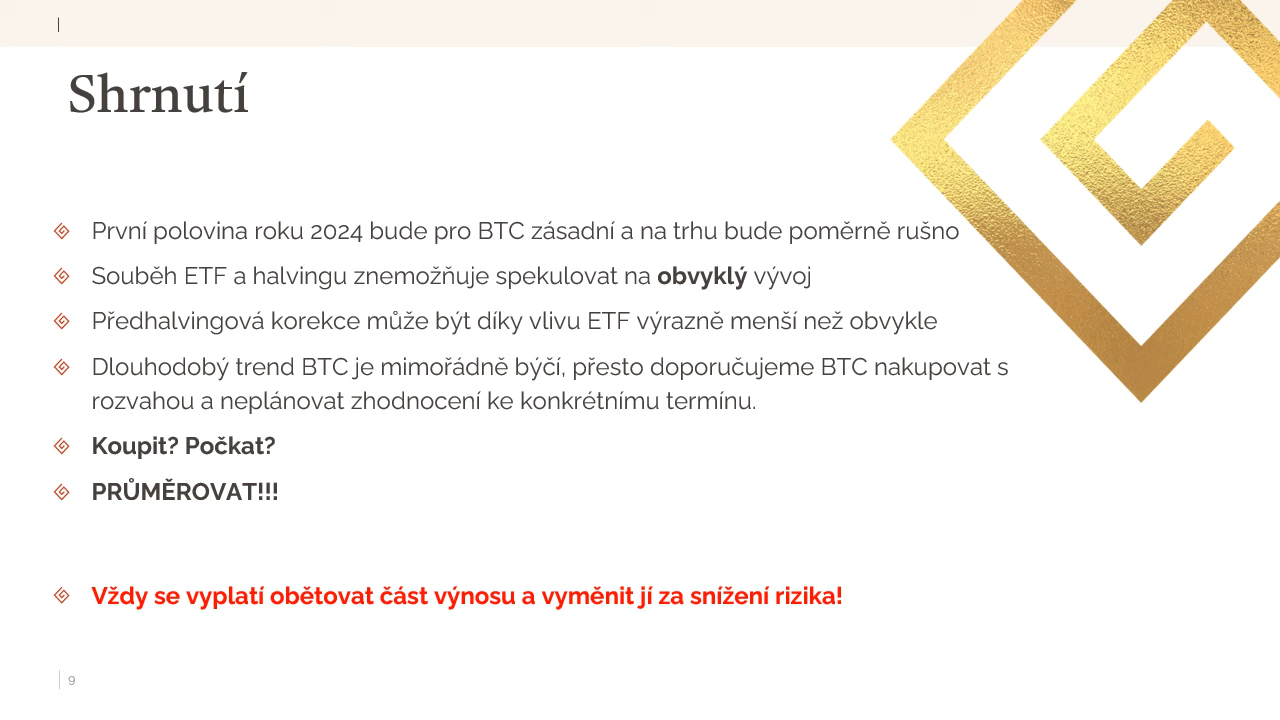 Shrnutí
První polovina roku 2024 bude pro BTC zásadní a na trhu bude poměrně rušno
Souběh ETF a halvingu znemožňuje spekulovat na obvyklý vývoj
Předhalvingová korekce může být díky vlivu ETF výrazně menší než obvykle
Dlouhodobý trend BTC je mimořádně býčí, přesto doporučujeme BTC nakupovat s
rozvahou a neplánovat zhodnocení ke konkrétnímu termínu.
Koupit? Počkat?
PRŮMĚROVAT!!!
Vždy se vyplatí obětovat část výnosu a vyměnit jí za snížení rizika!
9